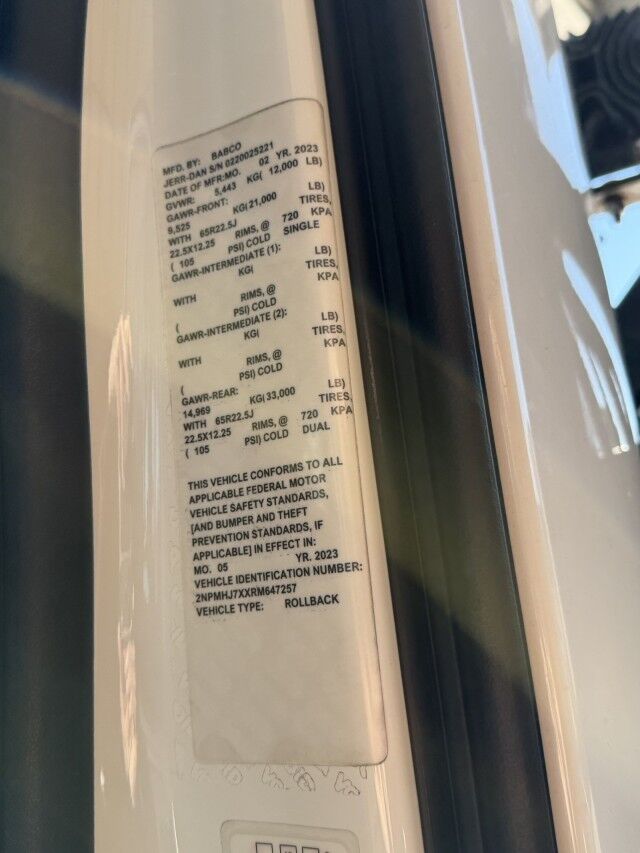 MFD. BY: BABCO
JERR-DAN S/N 0220025221
DATE OF MFR:MO. 02 YR. 2023
GVWR: 5,443 KG( 12,000 LB)
GAWR-FRONT:
9,525 KG(21,000 LB)
WITH 65R22.5J TIRES,
22.5X12.25 RIMS, @ 720 KPA
( 105 PSI) COLD SINGLE
GAWR-INTERMEDIATE (1):
KG( LB)
WITH TIRES,
RIMS, @ KPA
( PSI) COLD
GAWR-INTERMEDIATE (2):
KG( LB)
WITH TIRES,
RIMS, @ KPA
( PSI) COLD
GAWR-REAR:
14,969 KG(33,000 LB)
WITH 65R22.5J TIRES,
22.5X12.25 RIMS, @ 720 KPA
( 105 PSI) COLD DUAL
THIS VEHICLE CONFORMS TO ALL
APPLICABLE FEDERAL MOTOR
VEHICLE SAFETY STANDARDS,
[AND BUMPER AND THEFT
PREVENTION STANDARDS, IF
APPLICABLE] IN EFFECT IN:
MO. 05 YR. 2023
VEHICLE IDENTIFICATION NUMBER:
2NPMHJ7XXRM647257
VEHICLE TYPE: ROLLBACK